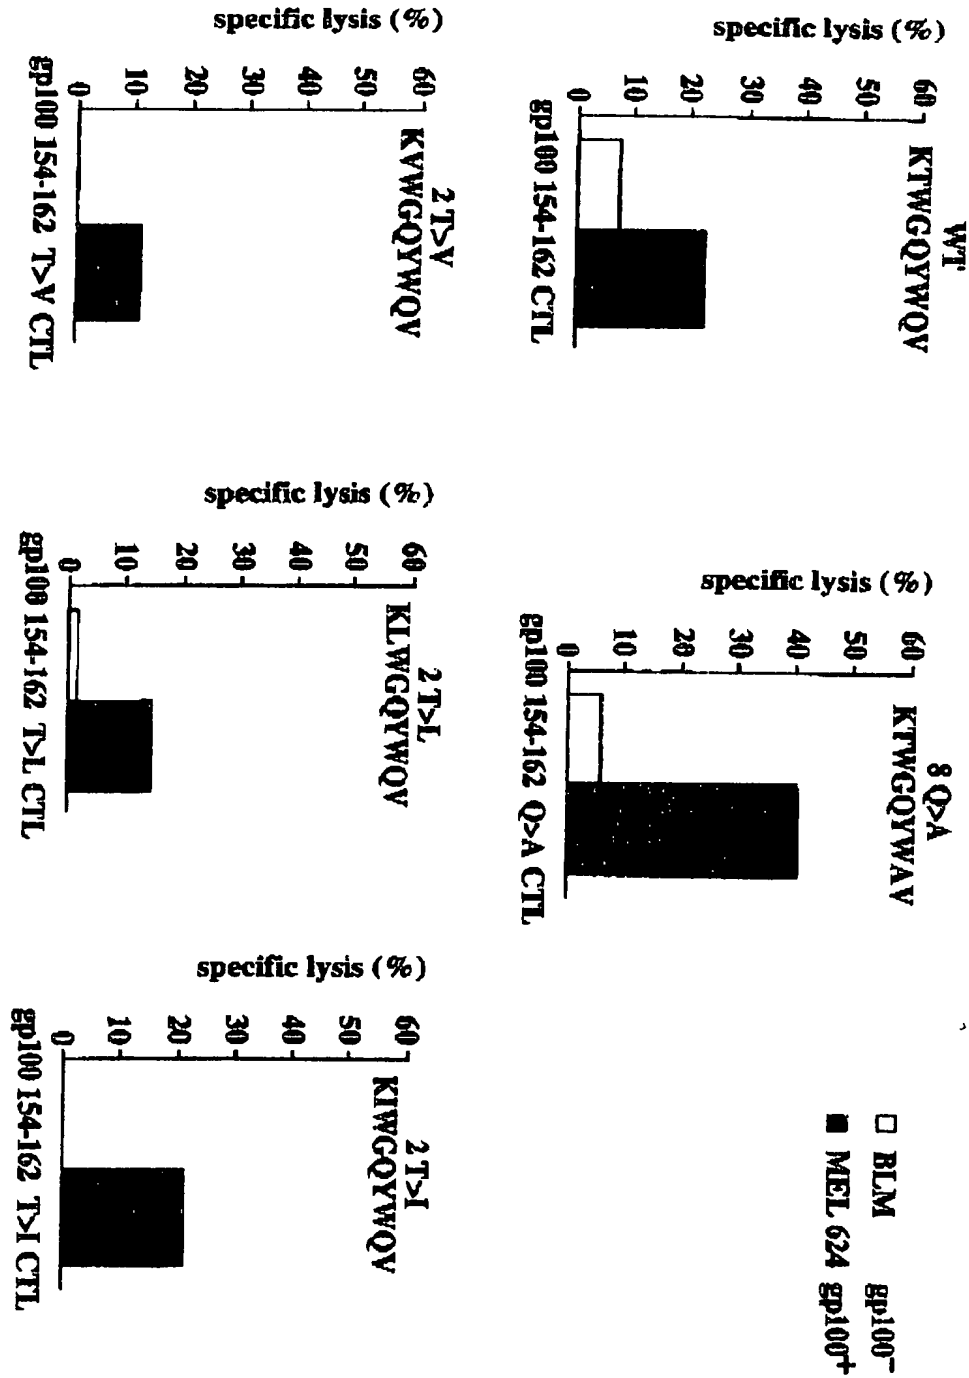 WT
KTWGQYWQV
specific lysis (%)
60
50
40
30
20
10
0
gp100 154-162 CTL
8 Q>A
KTWGQYWAV
specific lysis (%)
60
50
40
30
20
10
0
gp100 154-162 Q>A CTL
BLM gp100-
MEL 624 gp100+
2 T>V
KVWGQYWQV
specific lysis (%)
60
50
40
30
20
10
0
gp100 154-162 T>V CTL
2 T>L
KLWGQYWQV
specific lysis (%)
60
50
40
30
20
10
0
gp100 154-162 T>L CTL
2 T>I
KIWGQYWQV
specific lysis (%)
60
50
40
30
20
10
0
gp100 154-162 T>I CTL